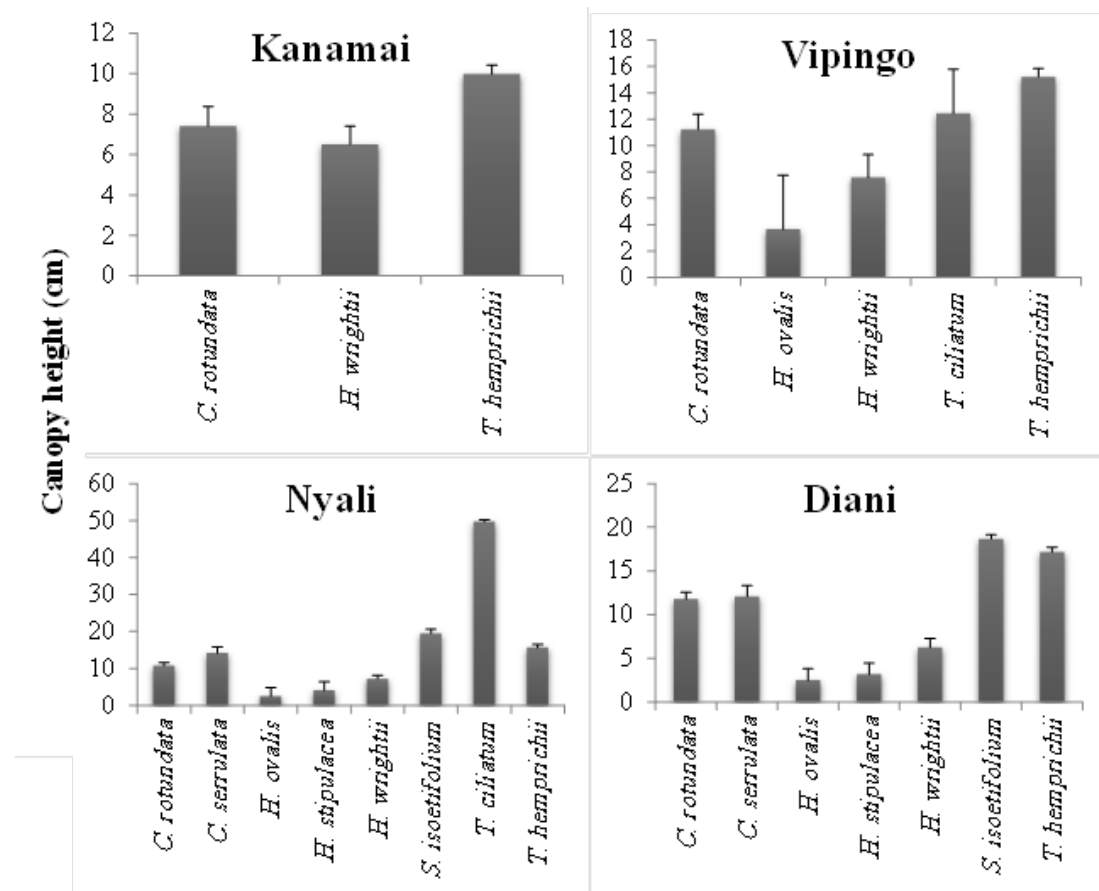 Canopy height (cm)
Kanamai
12
10
8
6
4
2
0
C. rotundata
H. wrightii
T. hemprichii
Vipingo
18
16
14
12
10
8
6
4
2
0
C. rotundata
H. ovalis
H. wrightii
T. ciliatum
T. hemprichii
Nyali
60
50
40
30
20
10
0
C. rotundata
C. serrulata
H. ovalis
H. stipulacea
H. wrightii
S. isoetifolium
T. ciliatum
T. hemprichii
Diani
25
20
15
10
5
0
C. rotundata
C. serrulata
H. ovalis
H. stipulacea
H. wrightii
S. isoetifolium
T. hemprichii